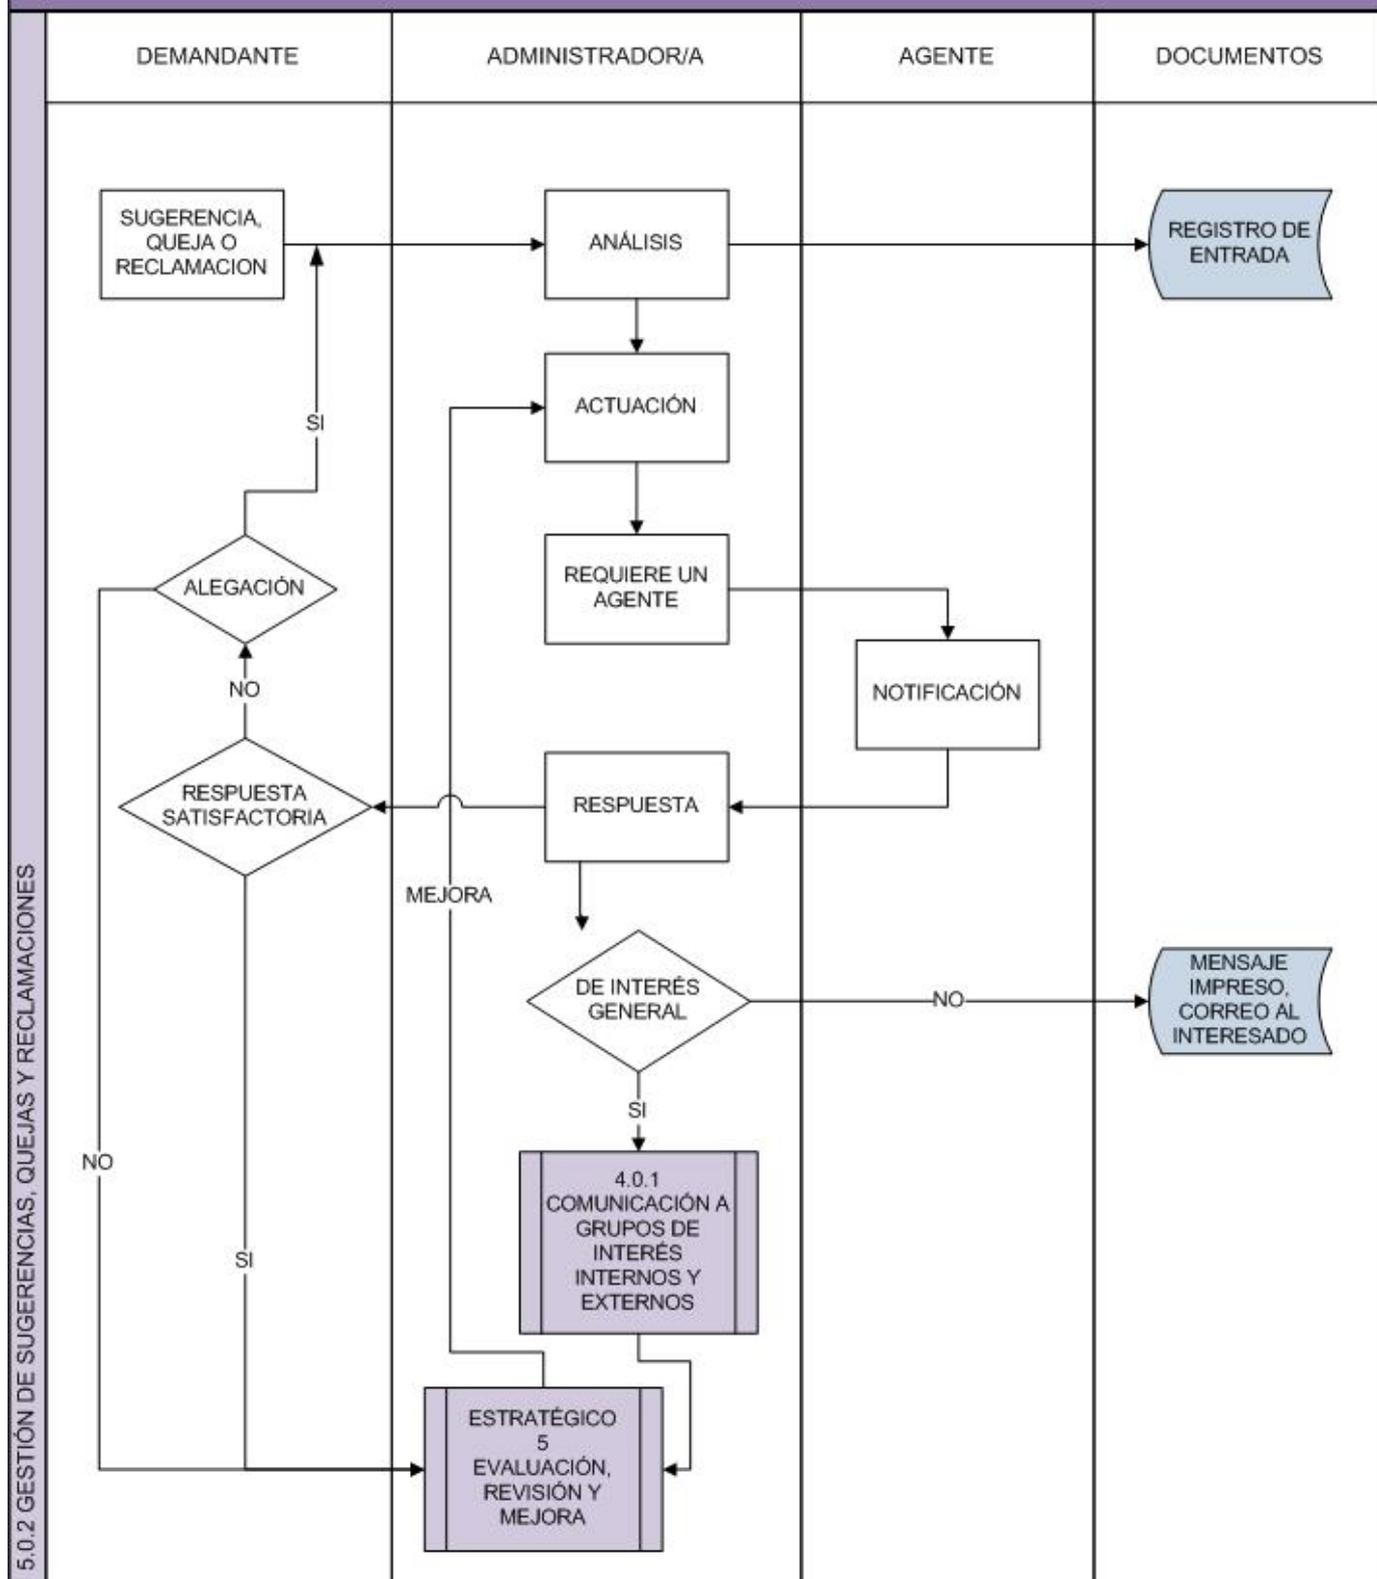 DEMANDANTE
ADMINISTRADOR/A
AGENTE
DOCUMENTOS
SUGERENCIA,
QUEJA O
RECLAMACION
ANÁLISIS
REGISTRO DE
ENTRADA
ACTUACIÓN
SI
REQUIERE UN
AGENTE
ALEGACIÓN
NO
NOTIFICACIÓN
RESPUESTA
SATISFACTORIA
RESPUESTA
MEJORA
DE INTERÉS
GENERAL
NO
MENSAJE
IMPRESO,
CORREO AL
INTERESADO
SI
NO
4.0.1
COMUNICACIÓN A
GRUPOS DE
INTERÉS
INTERNOS Y
EXTERNOS
SI
ESTRATÉGICO
5
EVALUACIÓN,
REVISIÓN Y
MEJORA
5.0.2 GESTIÓN DE SUGERENCIAS, QUEJAS Y RECLAMACIONES